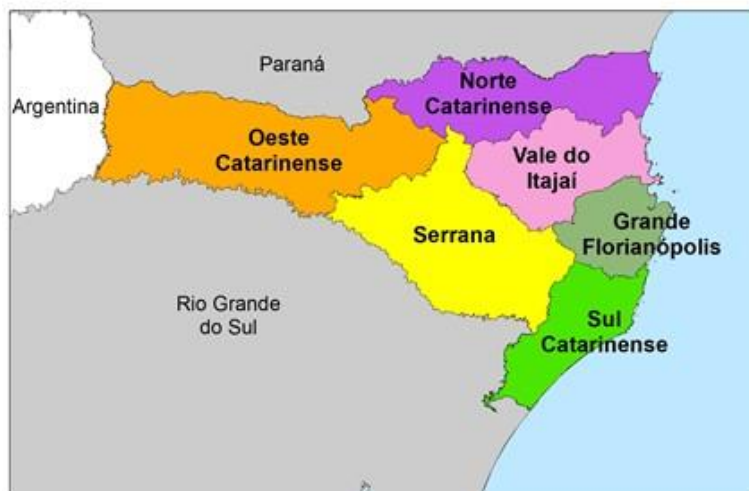 Paraná
Argentina
Norte
Catarinense
Oeste
Catarinense
Vale do
Itajaí
Serrana
Grande
Florianópolis
Rio Grande
do Sul
Sul
Catarinense